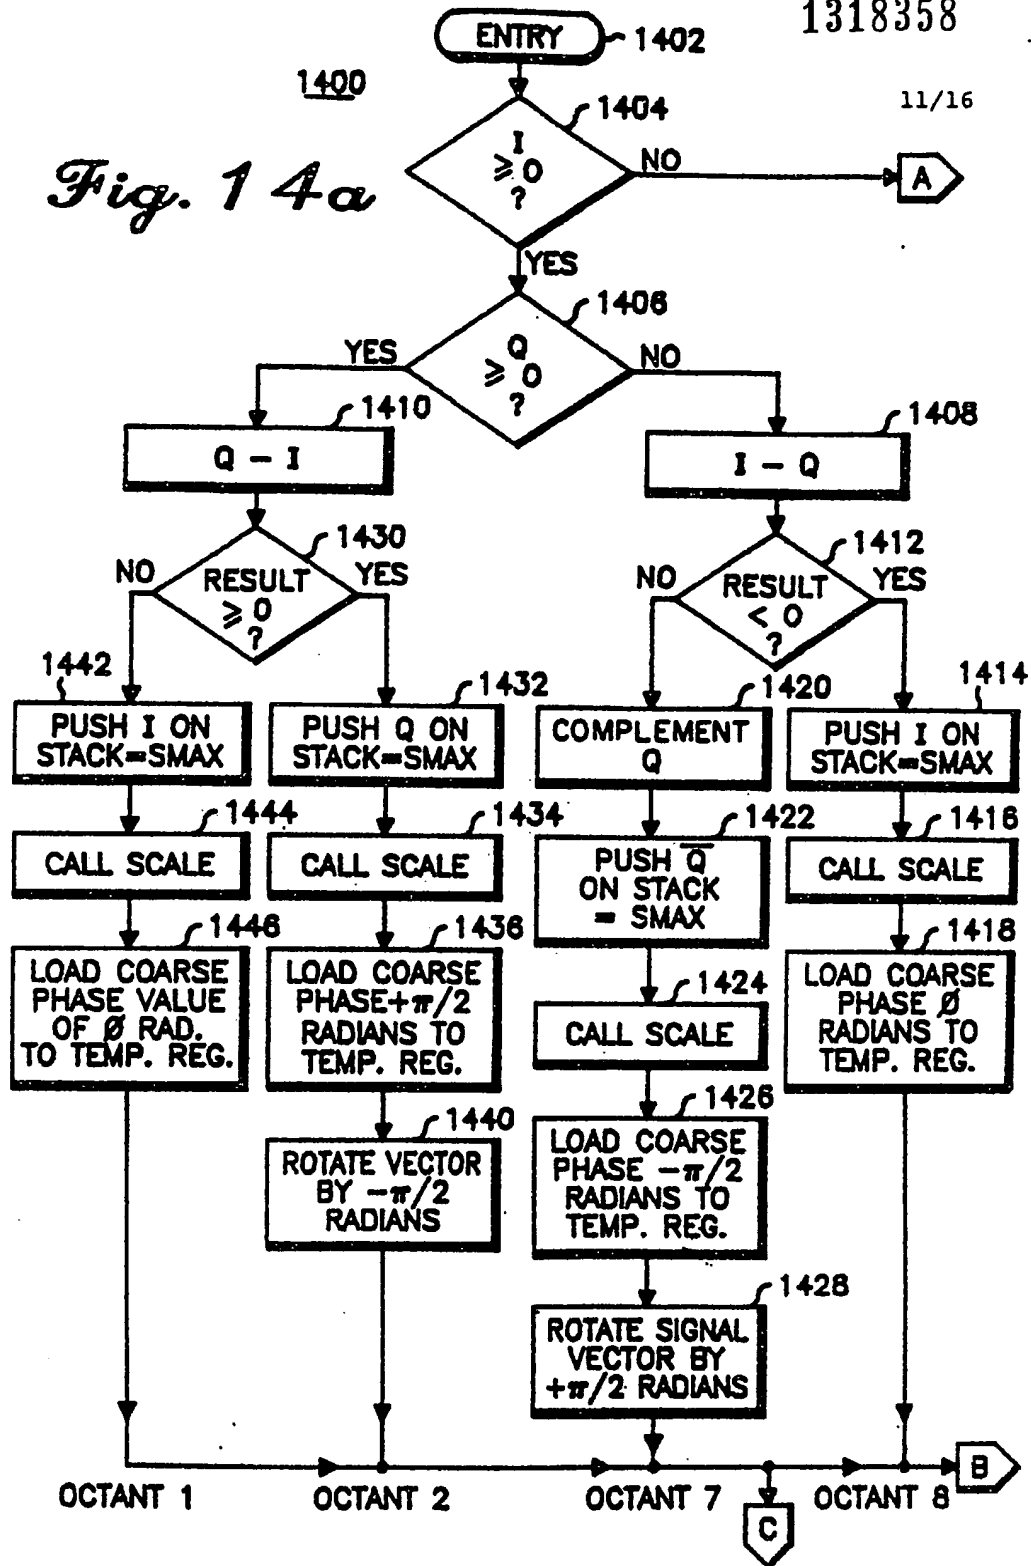 1318358
ENTRY
1402
1400
11/16
1404
Fig. 14a
I
≥ 0
?
NO
A
YES
1406
Q
≥ 0
?
YES
NO
1410
1408
Q - I
I - Q
1430
1412
NO
RESULT
≥ 0
?
YES
NO
RESULT
< 0
?
YES
1442
PUSH I ON
STACK=SMAX
1432
PUSH Q ON
STACK=SMAX
1420
COMPLEMENT
Q
1414
PUSH I ON
STACK=SMAX
1444
CALL SCALE
1434
CALL SCALE
1422
PUSH Q̅
ON STACK
= SMAX
1416
CALL SCALE
1446
LOAD COARSE
PHASE VALUE
OF Ø RAD.
TO TEMP. REG.
1436
LOAD COARSE
PHASE+π/2
RADIANS TO
TEMP. REG.
1424
CALL SCALE
1418
LOAD COARSE
PHASE Ø
RADIANS TO
TEMP. REG.
1440
ROTATE VECTOR
BY -π/2
RADIANS
1426
LOAD COARSE
PHASE -π/2
RADIANS TO
TEMP. REG.
1428
ROTATE SIGNAL
VECTOR BY
+π/2 RADIANS
B
OCTANT 1
OCTANT 2
OCTANT 7
OCTANT 8
C